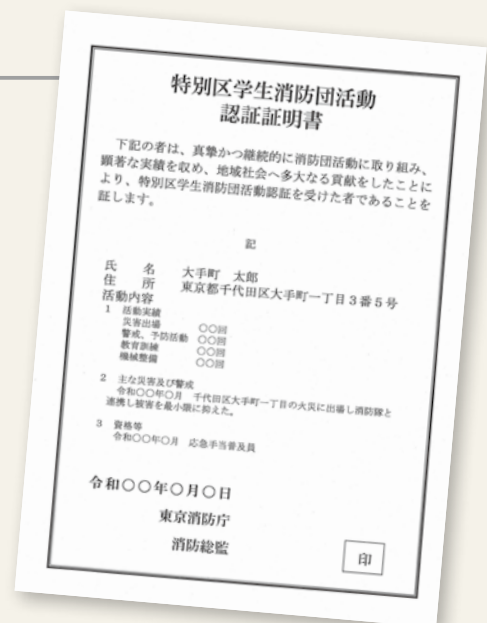 特別区学生消防団活動
認証証明書
下記の者は、真摯かつ継続的に消防団活動に取り組み、
顕著な実績を収め、地域社会へ多大なる貢献をしたことに
より、特別区学生消防団活動認証を受けた者であることを
証します。
記
氏　名　大手町　太郎
住　所　東京都千代田区大手町一丁目3番5号
活動内容
1　活動実績
災害出場　〇〇回
警戒、予防活動　〇〇回
教育訓練　〇〇回
機械整備　〇〇回
2　主な災害及び警戒
令和〇〇年〇月　千代田区大手町一丁目の火災に出場し消防隊と
連携し被害を最小限に抑えた。
3　資格等
令和〇〇年〇月　応急手当普及員
令和〇〇年〇月〇日
東京消防庁
消防総監
印